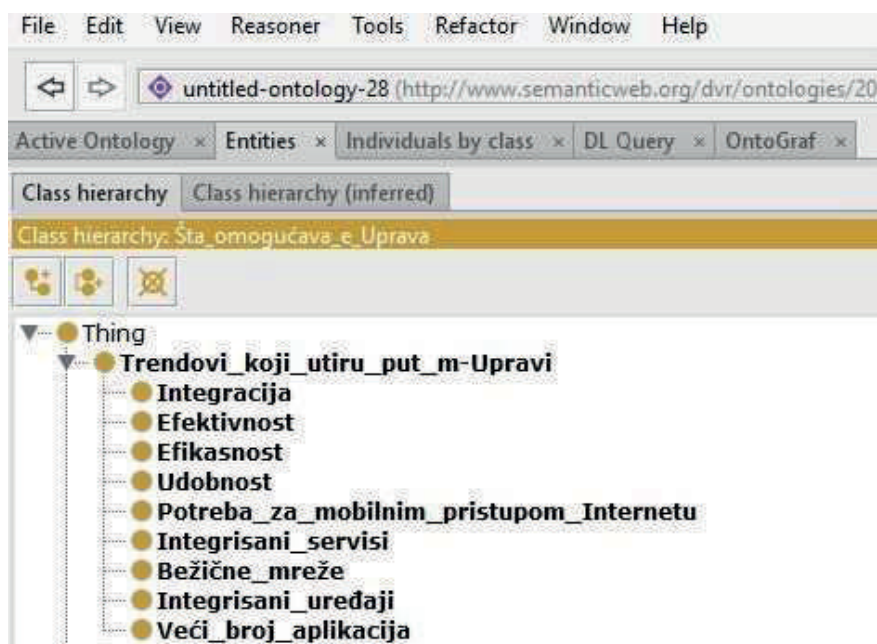 File Edit View Reasoner Tools Refactor Window Help
untitled-ontology-28 (http://www.semanticweb.org/dvr/ontologies/20
Active Ontology × Entities × Individuals by class × DL Query × OntoGraf ×
Class hierarchy Class hierarchy (inferred)
Class hierarchy: Šta_omogućava_e_Uprava
Thing
Trendovi_koji_utiru_put_m-Upravi
Integracija
Efektivnost
Efikasnost
Udobnost
Potreba_za_mobilnim_pristupom_Internetu
Integrisani_servisi
Bežične_mreže
Integrisani_uređaji
Veći_broj_aplikacija